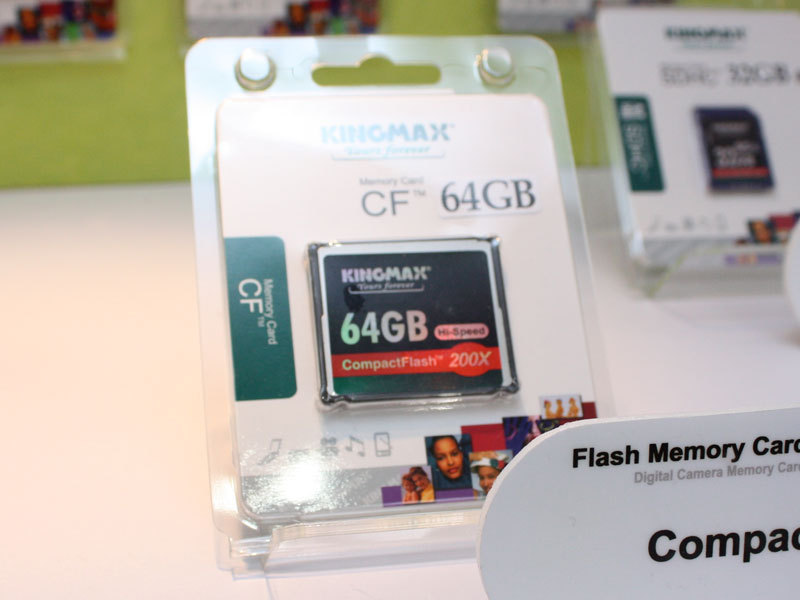 KINGMAX
Yours forever
Memory Card
CF™ 64GB
Memory Card
CF™
KINGMAX
Yours forever
64GB Hi-Speed
CompactFlash™ 200X
KINGMAX
32GB
Flash Memory Card
Digital Camera Memory Card
Compac